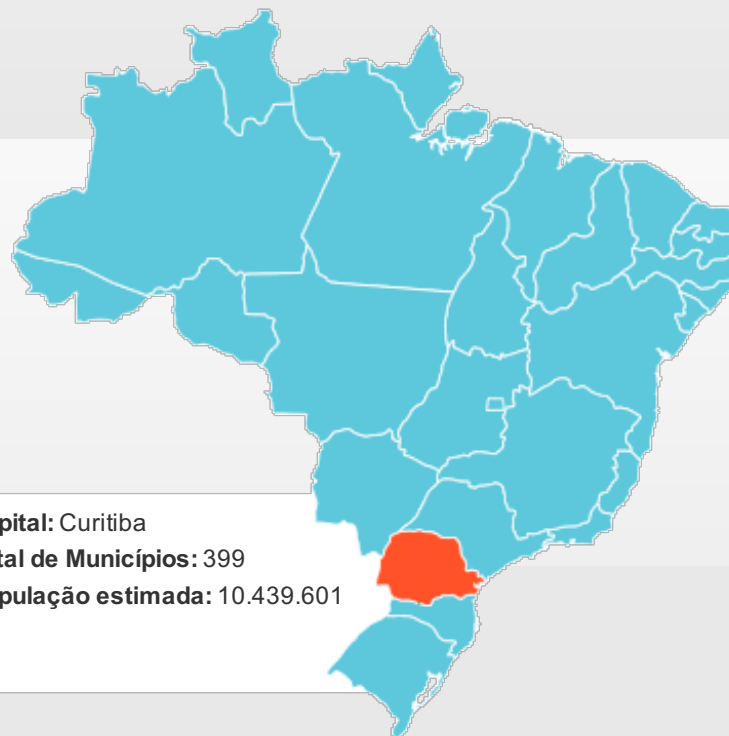 pital: Curitiba
tal de Municípios: 399
pulação estimada: 10.439.601